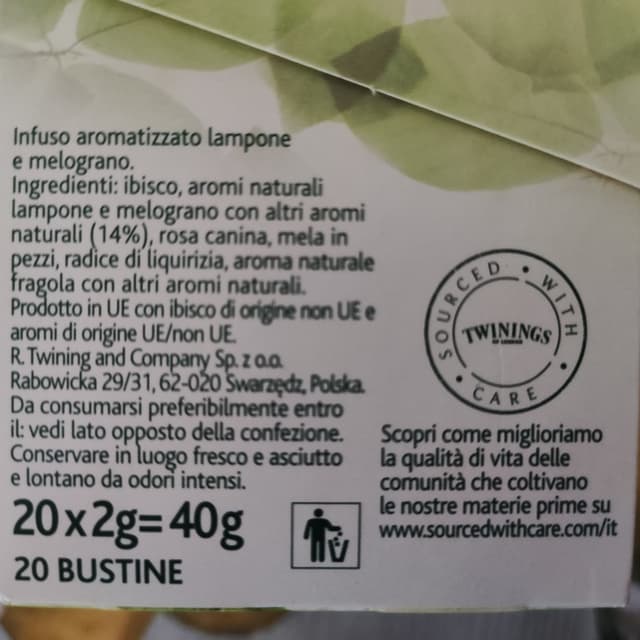 Infuso aromatizzato lampone
e melograno.
Ingredienti: ibisco, aromi naturali
lampone e melograno con altri aromi
naturali (14%), rosa canina, mela in
pezzi, radice di liquirizia, aroma naturale
fragola con altri aromi naturali.
Prodotto in UE con ibisco di origine non UE e
aromi di origine UE/non UE.
R. Twining and Company Sp. z o.o.
Rabowicka 29/31, 62-020 Swarzędz, Polska.
Da consumarsi preferibilmente entro
il: vedi lato opposto della confezione.
Conservare in luogo fresco e asciutto
e lontano da odori intensi.
20x2g=40g
20 BUSTINE
SOURCED • WITH • CARE •
TWININGS
Scopri come miglioriamo
la qualità di vita delle
comunità che coltivano
le nostre materie prime su
www.sourcedwithcare.com/it